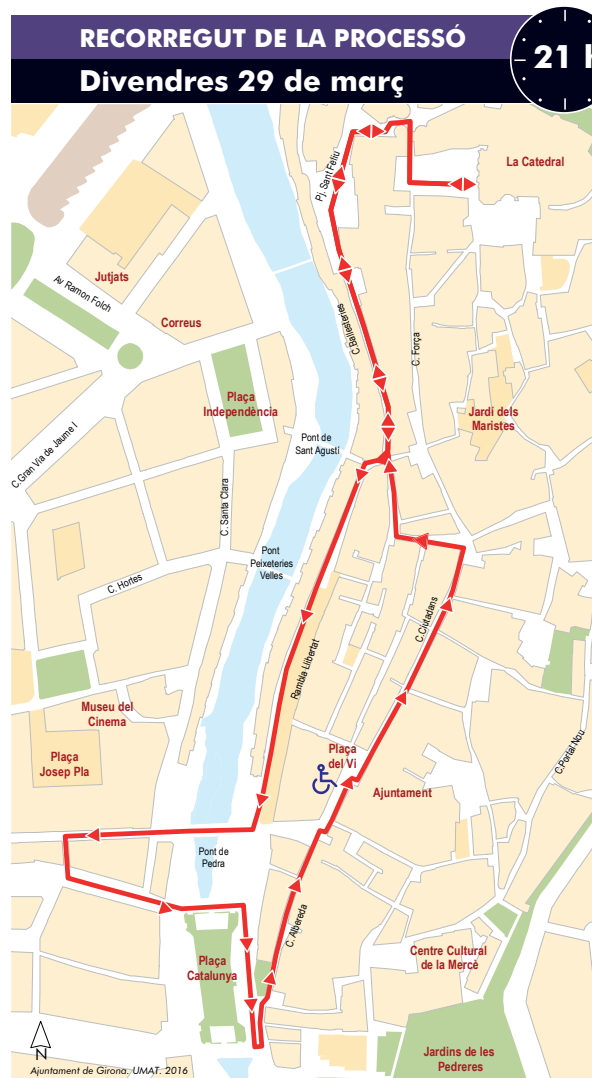 RECORREGUT DE LA PROCESSÓ
Divendres 29 de març
21 h
La Catedral
Pj. Sant Feliu
Jutjats
Av Ramon Folch
Correus
C.Ballesteries
C. Força
Plaça
Independència
Jardí dels
Maristes
C.Gran Via de Jaume I
Pont de
Sant Agustí
C. Santa Clara
Pont
Peixeteries
Velles
C. Hortes
C.Ciutadans
Rambla Llibertat
Museu del
Cinema
Plaça
del Vi
C.Portal Nou
Plaça
Josep Pla
Ajuntament
Pont de
Pedra
C. Albereda
Centre Cultural
de la Mercè
Plaça
Catalunya
N
Jardins de les
Pedreres
Ajuntament de Girona. UMAT. 2016